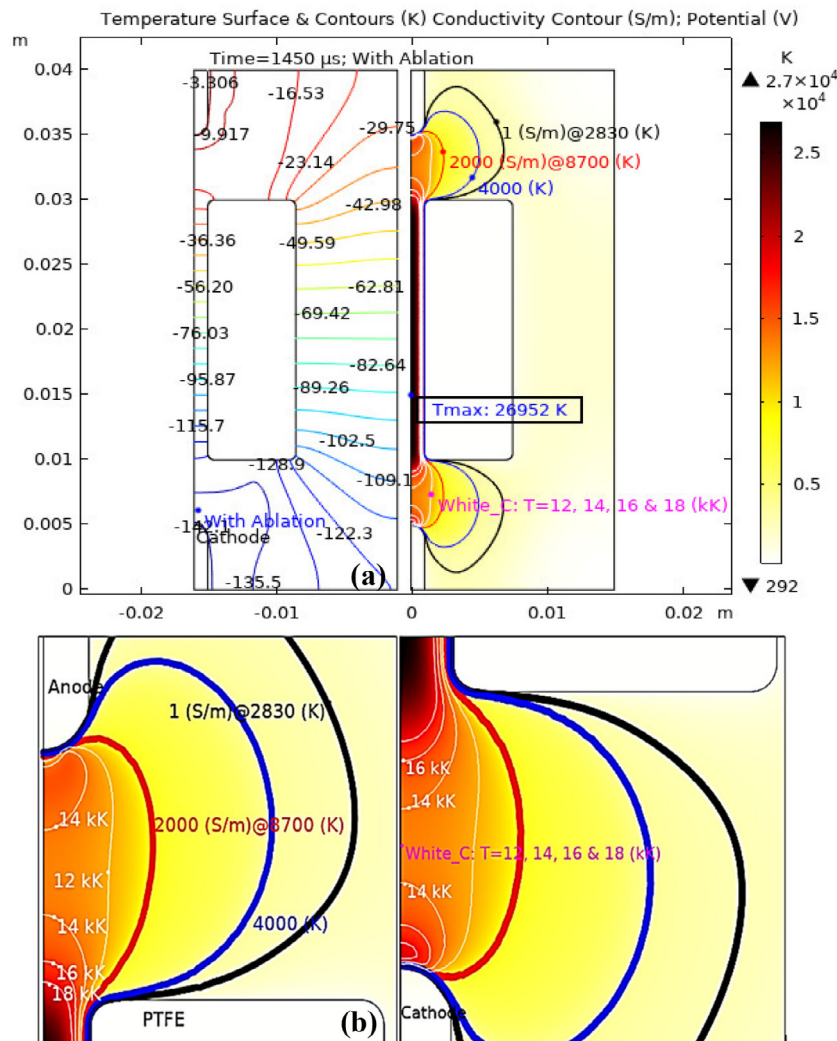 Temperature Surface & Contours (K) Conductivity Contour (S/m); Potential (V)
m
Time=1450 µs; With Ablation
K
0.04
-3.306
-16.53
2.7×10⁴
×10⁴
0.035
-9.917
-29.75
1 (S/m)@2830 (K)
2.5
-23.14
2000 (S/m)@8700 (K)
4000 (K)
0.03
-42.98
-36.36
-49.59
2
0.025
-56.20
-62.81
-69.42
1.5
0.02
-76.03
-82.64
-95.87
-89.26
1
0.015
Tmax: 26952 K
-115.7
-102.5
0.01
-128.9
-109.1
0.5
White_C: T=12, 14, 16 & 18 (kK)
0.005
With Ablation
-142.1
Cathode
-122.3
-135.5
(a)
0
292
-0.02
-0.01
0
0.01
0.02
m
Anode
1 (S/m)@2830 (K)
14 kK
2000 (S/m)@8700 (K)
12 kK
14 kK
4000 (K)
16 kK
18 kK
PTFE
(b)
16 kK
14 kK
White_C: T=12, 14, 16 & 18 (kK)
14 kK
Cathode